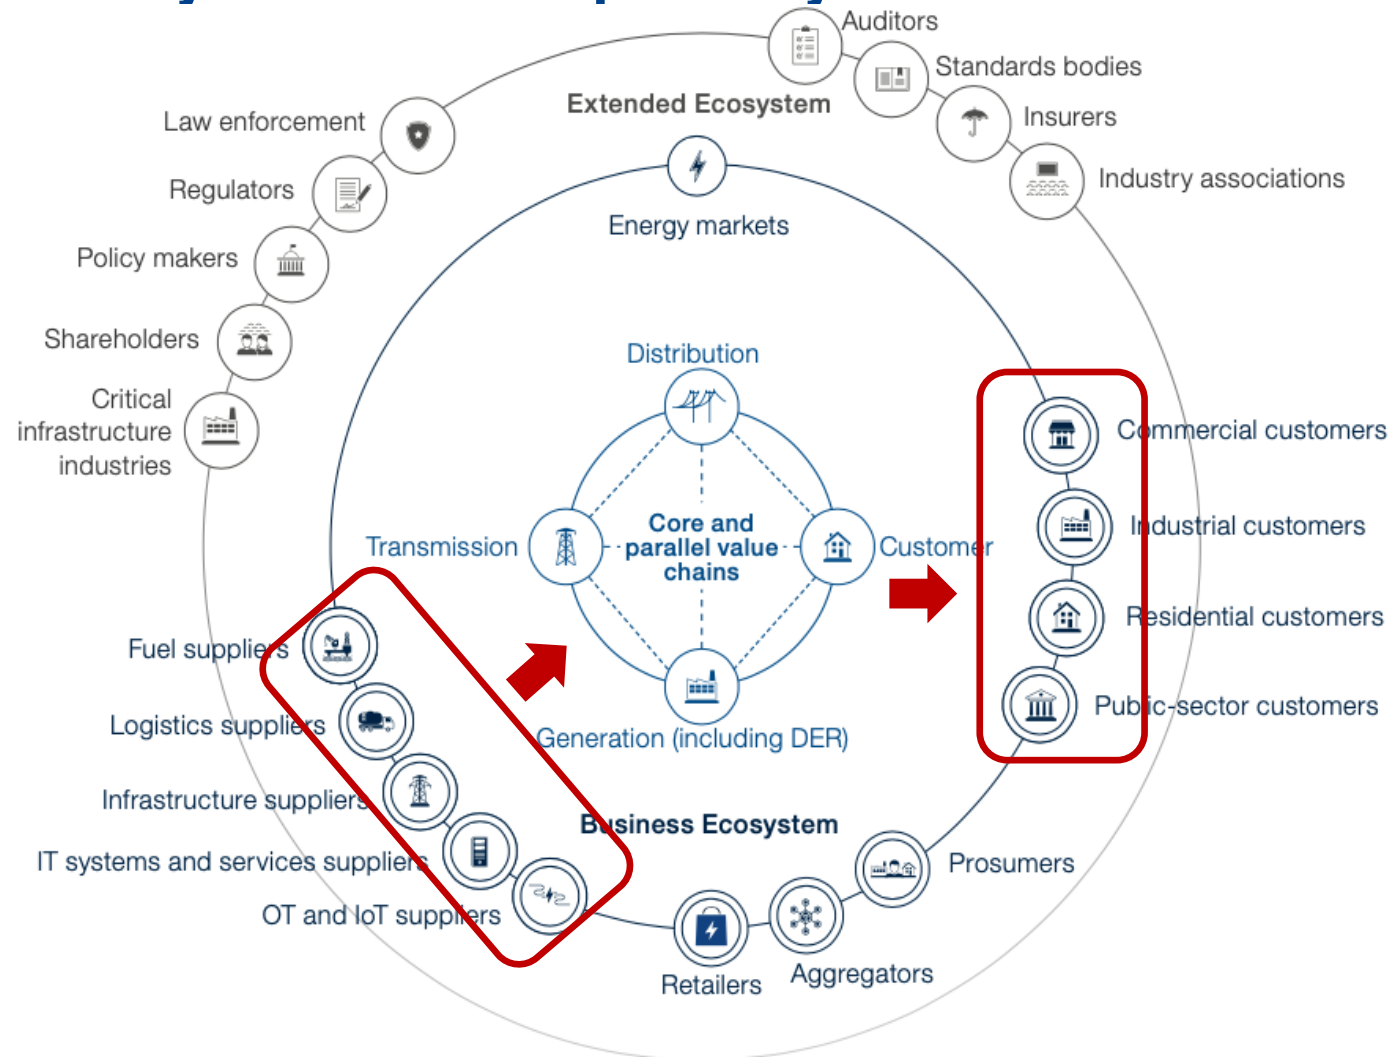 Auditors
Standards bodies
Extended Ecosystem
Insurers
Law enforcement
Industry associations
Regulators
Energy markets
Policy makers
Shareholders
Distribution
Critical
infrastructure
industries
Commercial customers
Core and
parallel value
chains
Transmission
Customer
Industrial customers
Residential customers
Fuel suppliers
Public-sector customers
Logistics suppliers
Generation (including DER)
Infrastructure suppliers
Business Ecosystem
IT systems and services suppliers
Prosumers
OT and IoT suppliers
Aggregators
Retailers